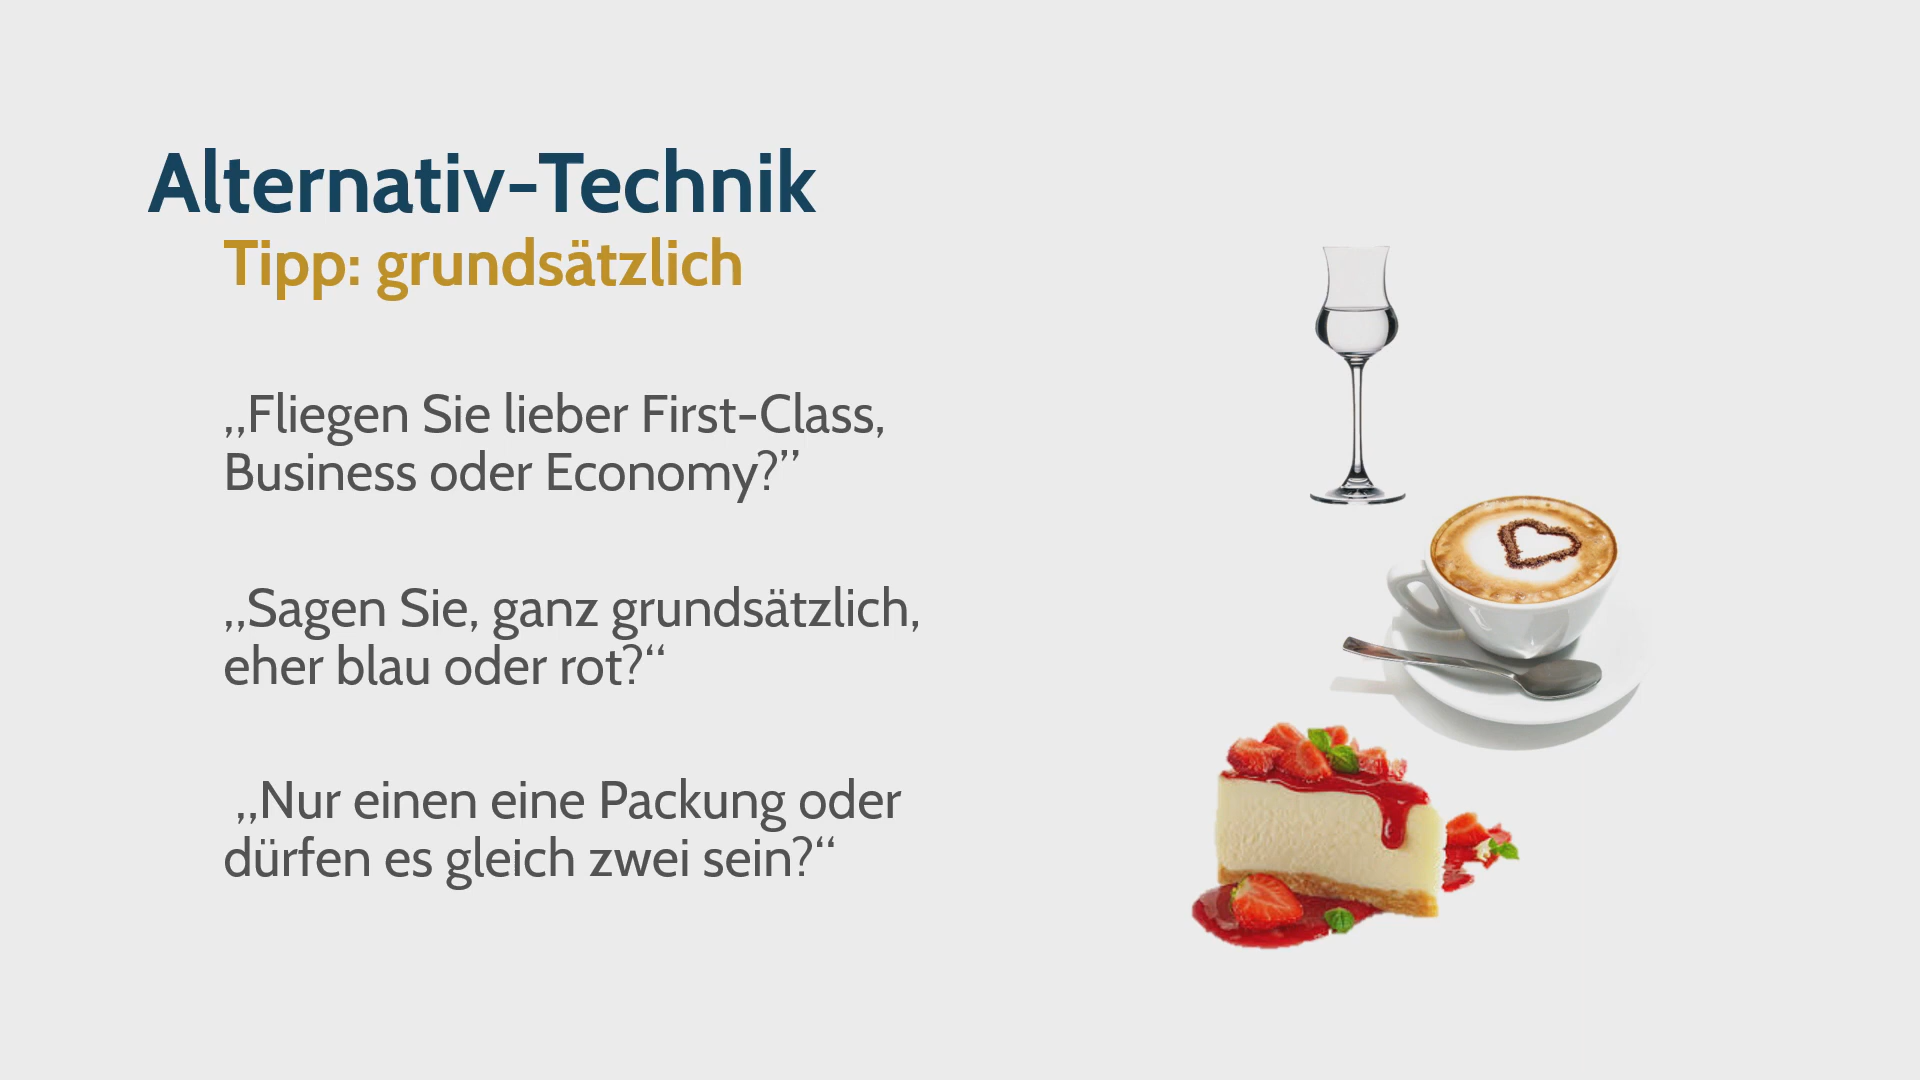 Alternativ-Technik
Tipp: grundsätzlich
,,Fliegen Sie lieber First-Class,
Business oder Economy?’’
,,Sagen Sie, ganz grundsätzlich,
eher blau oder rot?“
,,Nur einen eine Packung oder
dürfen es gleich zwei sein?“